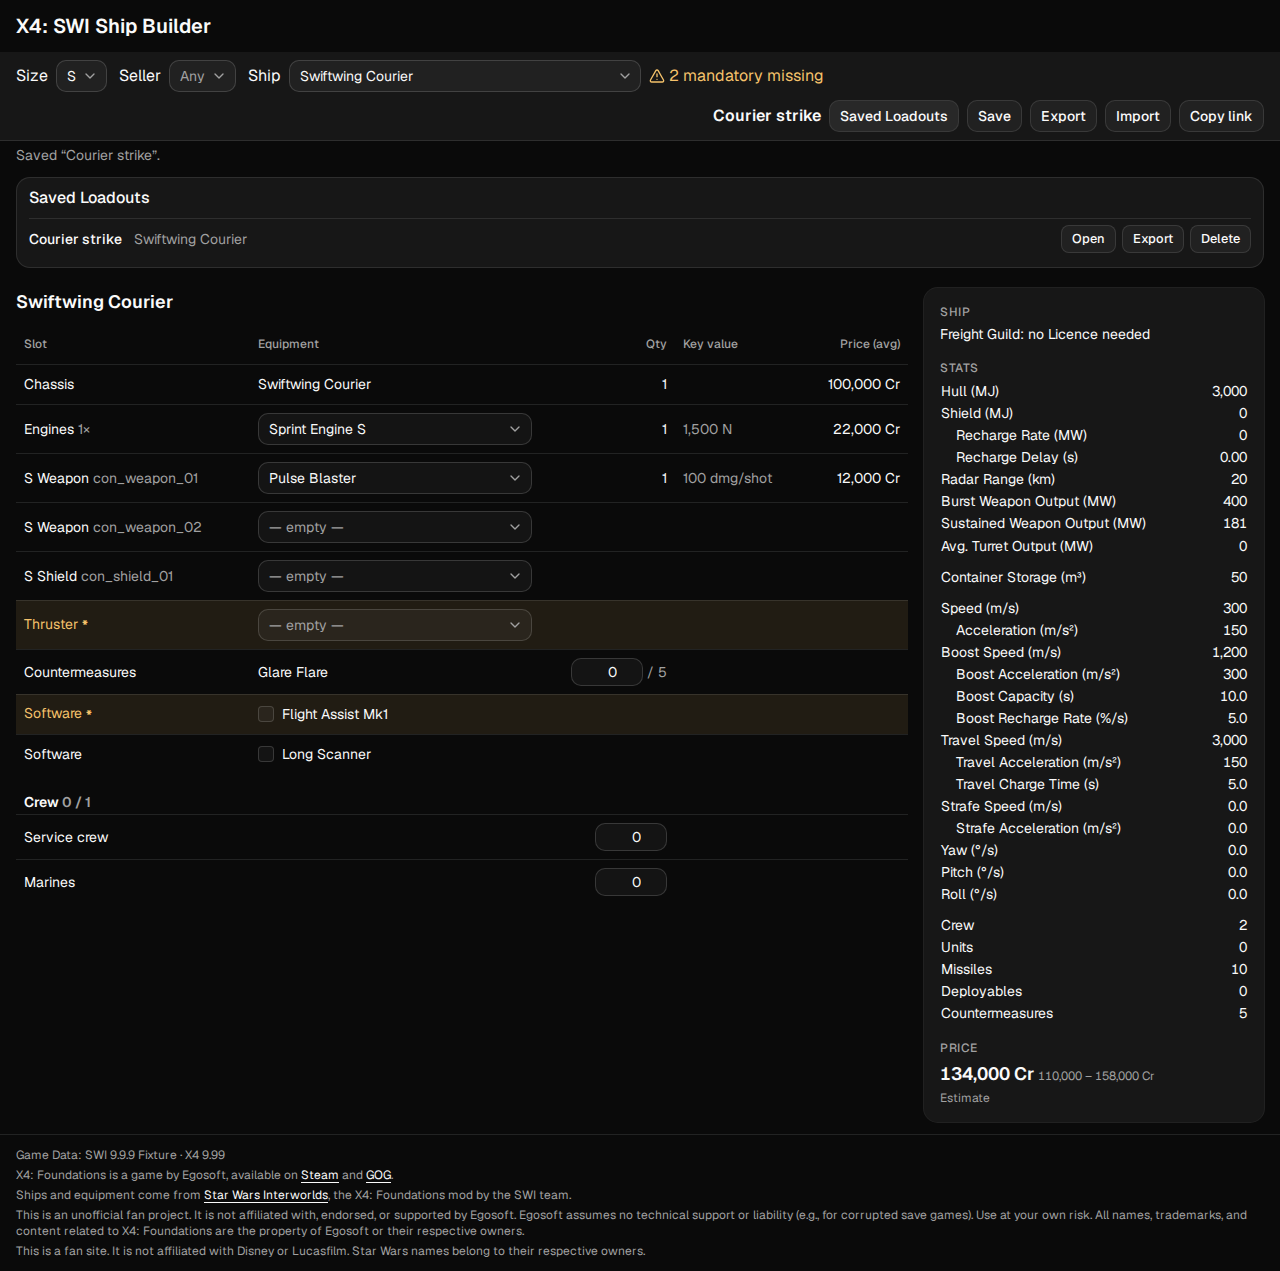 X4: SWI Ship Builder
Size S Seller Any Ship Swiftwing Courier 2 mandatory missing
Courier strike Saved Loadouts Save Export Import Copy link
Saved “Courier strike”.
Saved Loadouts
Courier strike Swiftwing Courier Open Export Delete
Swiftwing Courier
Slot Equipment Qty Key value Price (avg)
Chassis Swiftwing Courier 1 100,000 Cr
Engines 1× Sprint Engine S 1 1,500 N 22,000 Cr
S Weapon con_weapon_01 Pulse Blaster 1 100 dmg/shot 12,000 Cr
S Weapon con_weapon_02 — empty —
S Shield con_shield_01 — empty —
Thruster * — empty —
Countermeasures Glare Flare 0 / 5
Software * Flight Assist Mk1
Software Long Scanner
Crew 0 / 1
Service crew 0
Marines 0
SHIP
Freight Guild: no Licence needed
STATS
Hull (MJ) 3,000
Shield (MJ) 0
Recharge Rate (MW) 0
Recharge Delay (s) 0.00
Radar Range (km) 20
Burst Weapon Output (MW) 400
Sustained Weapon Output (MW) 181
Avg. Turret Output (MW) 0
Container Storage (m³) 50
Speed (m/s) 300
Acceleration (m/s²) 150
Boost Speed (m/s) 1,200
Boost Acceleration (m/s²) 300
Boost Capacity (s) 10.0
Boost Recharge Rate (%/s) 5.0
Travel Speed (m/s) 3,000
Travel Acceleration (m/s²) 150
Travel Charge Time (s) 5.0
Strafe Speed (m/s) 0.0
Strafe Acceleration (m/s²) 0.0
Yaw (°/s) 0.0
Pitch (°/s) 0.0
Roll (°/s) 0.0
Crew 2
Units 0
Missiles 10
Deployables 0
Countermeasures 5
PRICE
134,000 Cr 110,000 – 158,000 Cr
Estimate
Game Data: SWI 9.9.9 Fixture · X4 9.99
X4: Foundations is a game by Egosoft, available on Steam and GOG.
Ships and equipment come from Star Wars Interworlds, the X4: Foundations mod by the SWI team.
This is an unofficial fan project. It is not affiliated with, endorsed, or supported by Egosoft. Egosoft assumes no technical support or liability (e.g., for corrupted save games). Use at your own risk. All names, trademarks, and
content related to X4: Foundations are the property of Egosoft or their respective owners.
This is a fan site. It is not affiliated with Disney or Lucasfilm. Star Wars names belong to their respective owners.